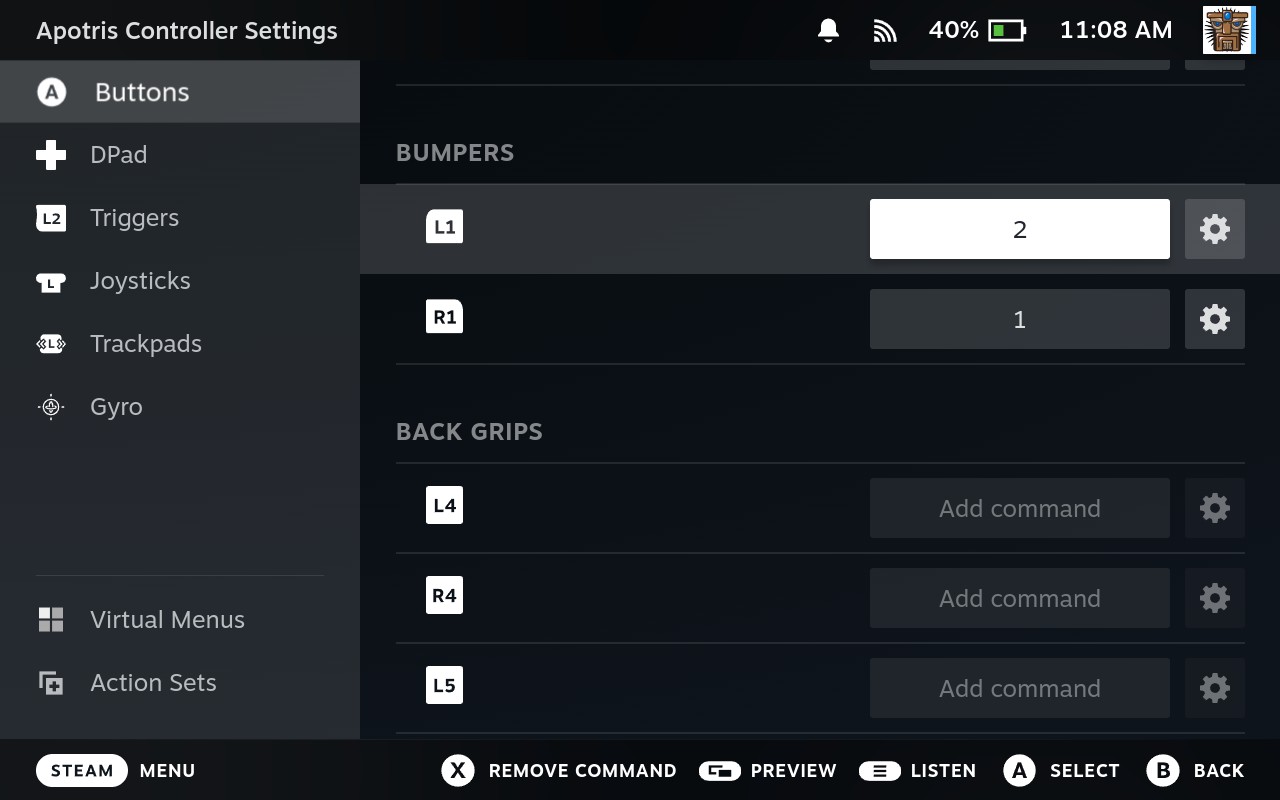 Apotris Controller Settings
40%
11:08 AM
A Buttons
DPad
L2 Triggers
L Joysticks
L Trackpads
Gyro
Virtual Menus
Action Sets
BUMPERS
L1 2
R1 1
BACK GRIPS
L4 Add command
R4 Add command
L5 Add command
STEAM MENU
X REMOVE COMMAND
PREVIEW
LISTEN
A SELECT
B BACK